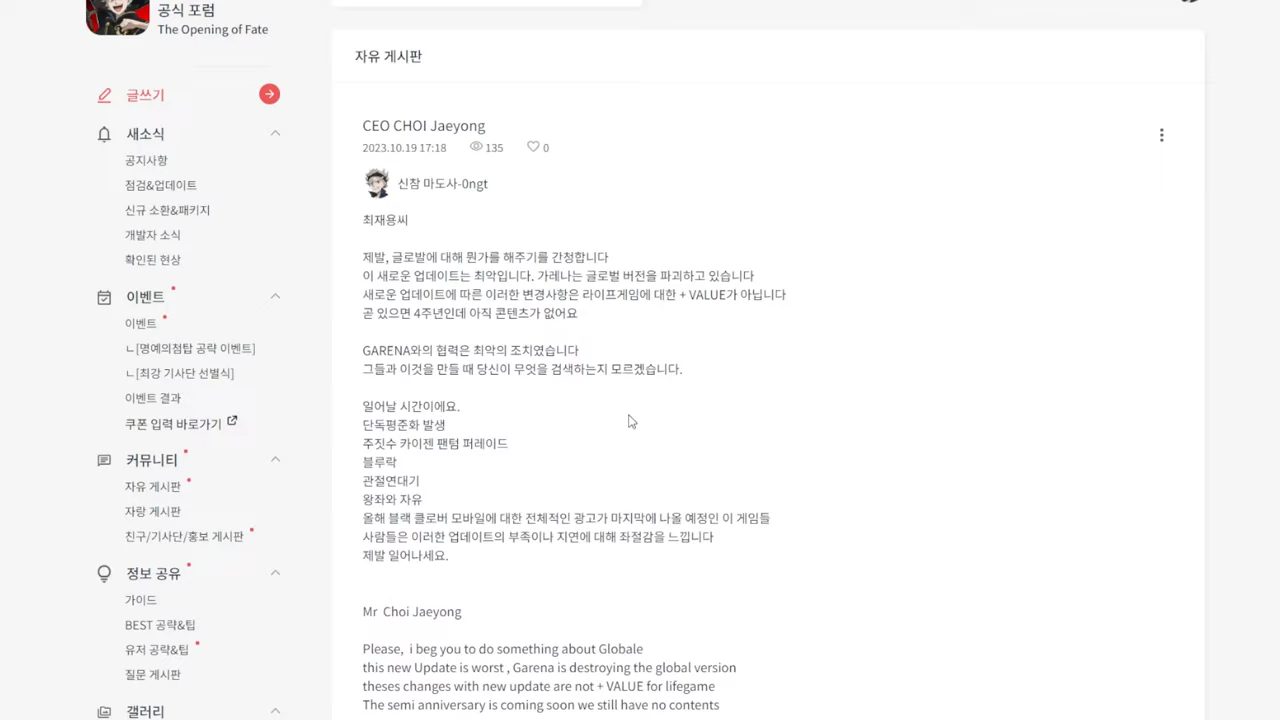 공식 포럼
The Opening of Fate
글쓰기
새소식
공지사항
점검&업데이트
신규 소환&패키지
개발자 소식
확인된 현상
이벤트
이벤트
ㄴ[명예의첨탑 공략 이벤트]
ㄴ[최강 기사단 선별식]
이벤트 결과
쿠폰 입력 바로가기
커뮤니티
자유 게시판
자랑 게시판
친구/기사단/홍보 게시판
정보 공유
가이드
BEST 공략&팁
유저 공략&팁
질문 게시판
갤러리
자유 게시판
CEO CHOI Jaeyong
2023.10.19 17:18 135 0
신참 마도사-0ngt
최재용씨
제발, 글로발에 대해 뭔가를 해주기를 간청합니다
이 새로운 업데이트는 최악입니다. 가레나는 글로벌 버전을 파괴하고 있습니다
새로운 업데이트에 따른 이러한 변경사항은 라이프게임에 대한 + VALUE가 아닙니다
곧 있으면 4주년인데 아직 콘텐츠가 없어요
GARENA와의 협력은 최악의 조치였습니다
그들과 이것을 만들 때 당신이 무엇을 검색하는지 모르겠습니다.
일어날 시간이에요.
단독평준화 발생
주짓수 카이젠 팬텀 퍼레이드
블루락
관절연대기
왕좌와 자유
올해 블랙 클로버 모바일에 대한 전체적인 광고가 마지막에 나올 예정인 이 게임들
사람들은 이러한 업데이트의 부족이나 지연에 대해 좌절감을 느낍니다
제발 일어나세요.
Mr Choi Jaeyong
Please, i beg you to do something about Globale
this new Update is worst , Garena is destroying the global version
theses changes with new update are not + VALUE for lifegame
The semi anniversary is coming soon we still have no contents